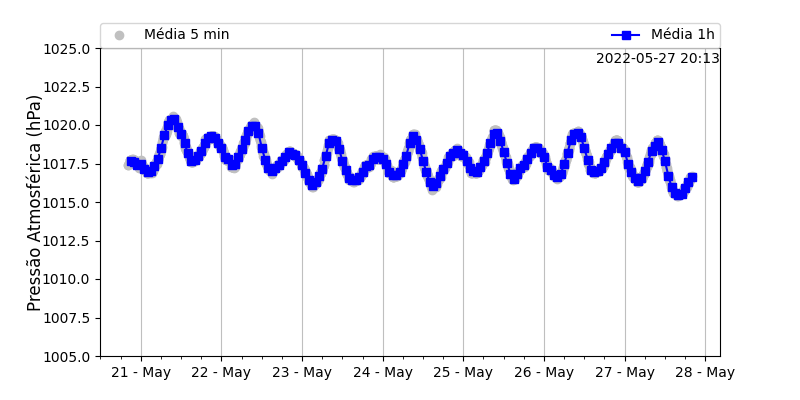 Média 5 min
Média 1h
2022-05-27 20:13
Pressão Atmosférica (hPa)
1025.0
1022.5
1020.0
1017.5
1015.0
1012.5
1010.0
1007.5
1005.0
21 - May
22 - May
23 - May
24 - May
25 - May
26 - May
27 - May
28 - May